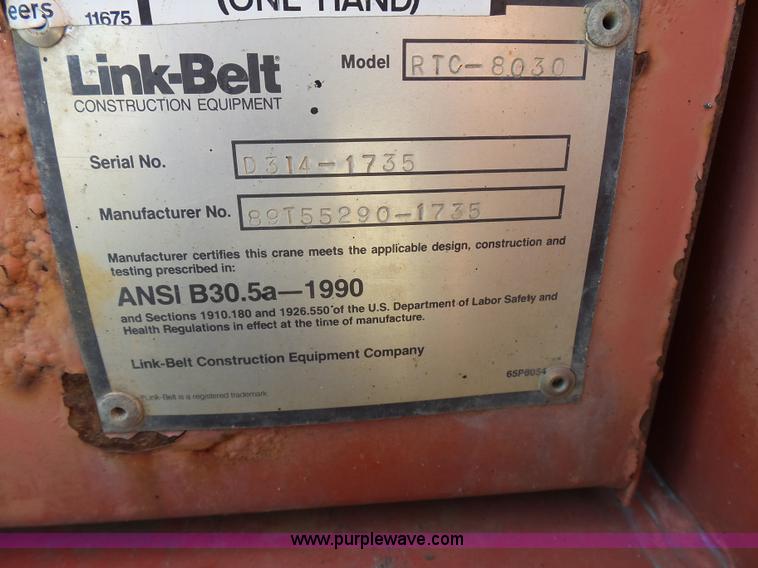 eers
11675
(ONE HAND)
Link-Belt®
CONSTRUCTION EQUIPMENT
Model RTC-8030
Serial No. D3I4-1735
Manufacturer No. 89T55290-1735
Manufacturer certifies this crane meets the applicable design, construction and
testing prescribed in:
ANSI B30.5a—1990
and Sections 1910.180 and 1926.550 of the U.S. Department of Labor Safety and
Health Regulations in effect at the time of manufacture.
Link-Belt Construction Equipment Company
6SP8054
®Link-Belt is a registered trademark.
www.purplewave.com